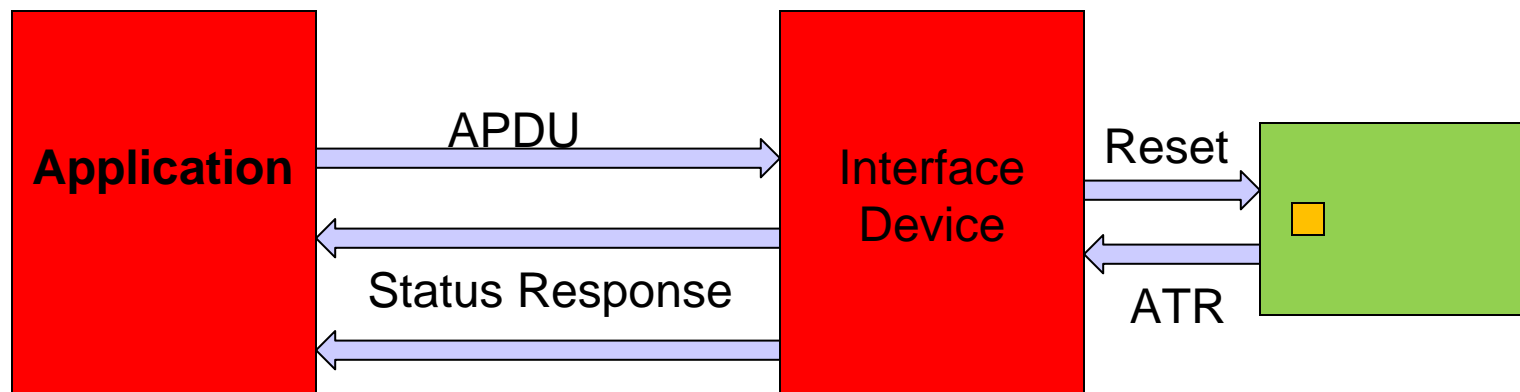 Application
APDU
Status Response
Interface
Device
Reset
ATR